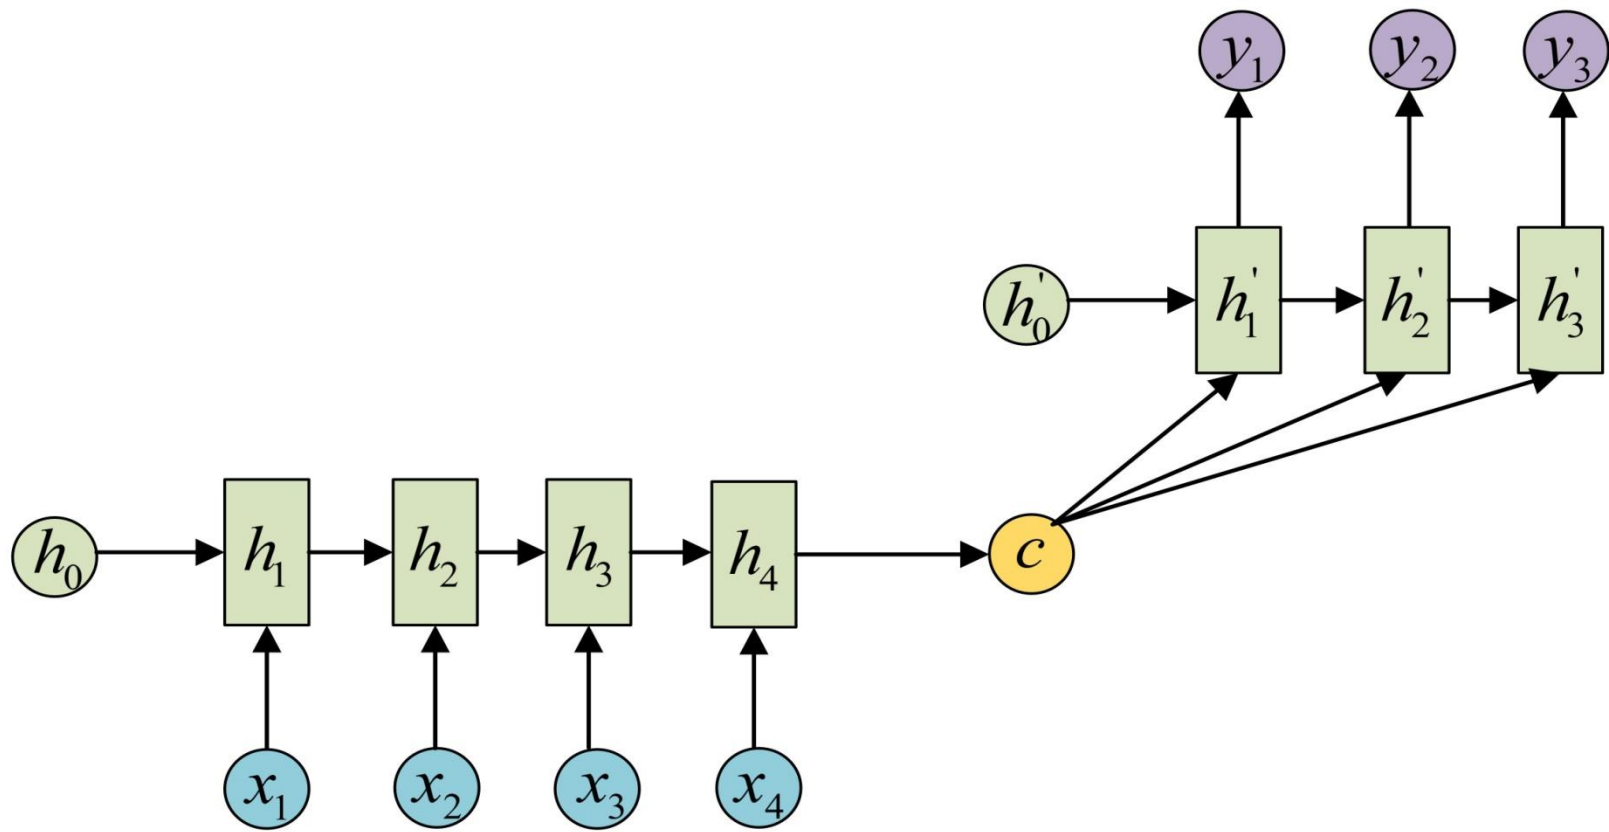 y₁ y₂ y₃
h'₀ h'₁ h'₂ h'₃
h₀ h₁ h₂ h₃ h₄ c
x₁ x₂ x₃ x₄